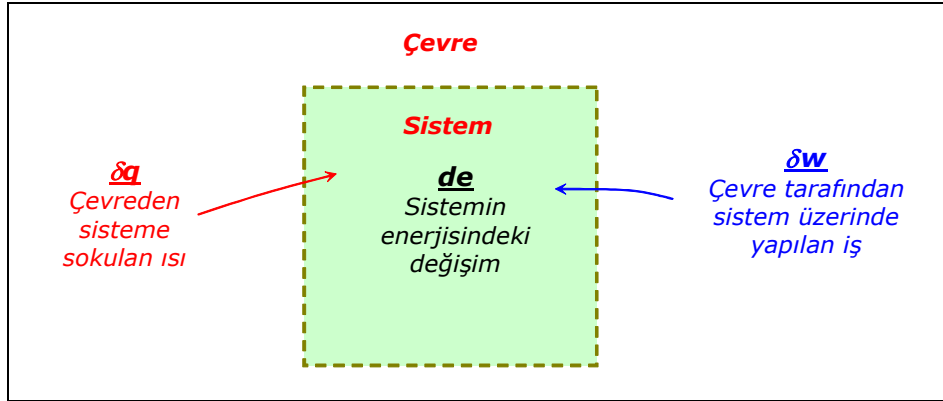 Çevre
Sistem
δq
Çevreden
sisteme
sokulan ısı
de
Sistemin
enerjisindeki
değişim
δw
Çevre tarafından
sistem üzerinde
yapılan iş